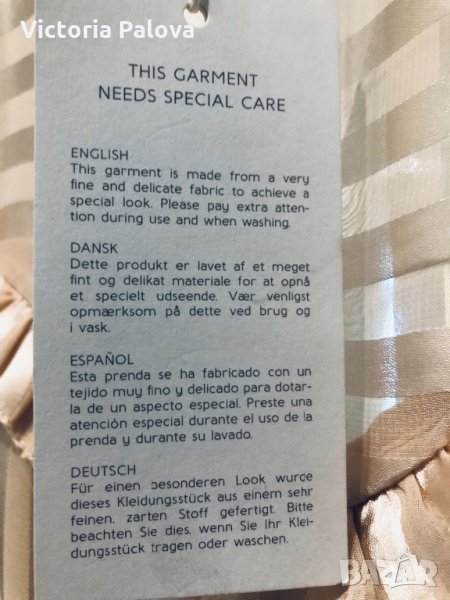 Victoria Palova
THIS GARMENT
NEEDS SPECIAL CARE
ENGLISH
This garment is made from a very
fine and delicate fabric to achieve a
special look. Please pay extra atten-
tion during use and when washing.
DANSK
Dette produkt er lavet af et meget
fint og delikat materiale for at opnå
et specielt udseende. Vær venligst
opmærksom på dette ved brug og
i vask.
ESPAÑOL
Esta prenda se ha fabricado con un
tejido muy fino y delicado para dotar-
la de un aspecto especial. Preste una
atención especial durante el uso de la
prenda y durante su lavado.
DEUTSCH
Für einen besonderen Look wurde
dieses Kleidungsstück aus einem sehr
feinen, zarten Stoff gefertigt. Bitte
beachten Sie dies, wenn Sie Ihr Klei-
dungsstück tragen oder waschen.
BAZAR